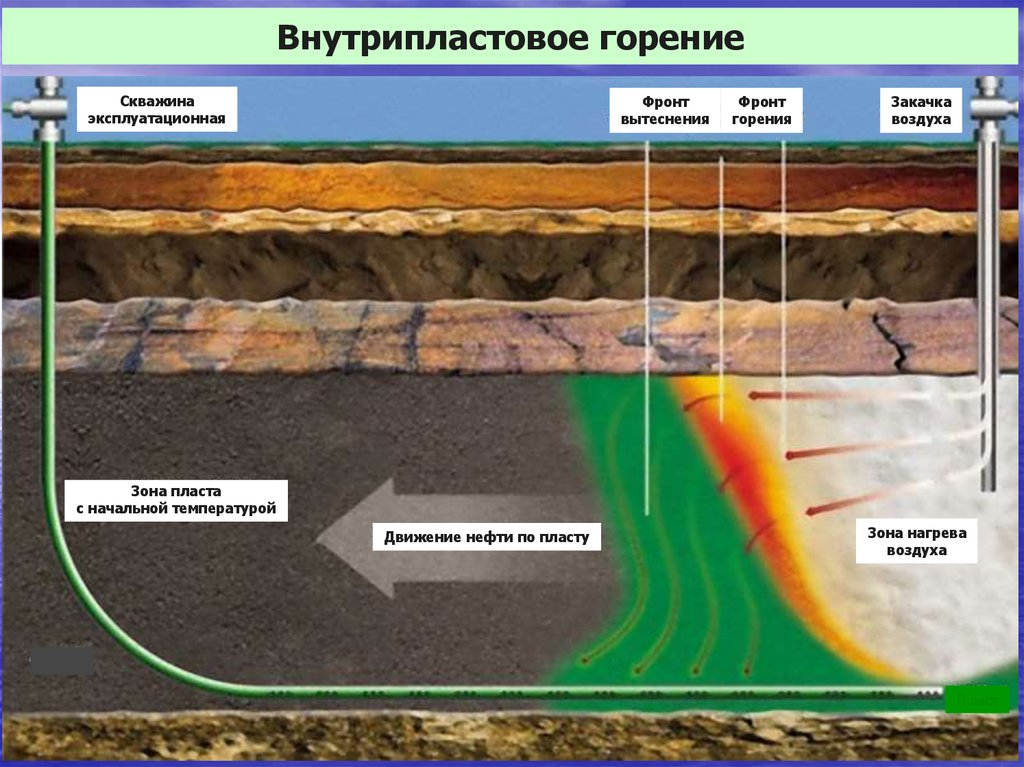 Внутрипластовое горение
Скважина
эксплуатационная
Фронт
вытеснения
Фронт
горения
Закачка
воздуха
Зона пласта
с начальной температурой
Движение нефти по пласту
Зона нагрева
воздуха